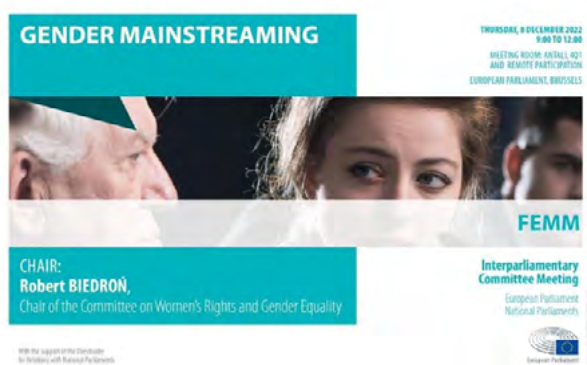 GENDER MAINSTREAMING
THURSDAY, 8 DECEMBER 2022
9:00 TO 12:00
MEETING ROOM: ANTALL 4Q1
AND REMOTE PARTICIPATION
EUROPEAN PARLIAMENT, BRUSSELS
FEMM
CHAIR:
Robert BIEDROŃ,
Chair of the Committee on Women's Rights and Gender Equality
Interparliamentary
Committee Meeting
European Parliament
National Parliaments
With the support of the Directorate
for Relations with National Parliaments
European Parliament